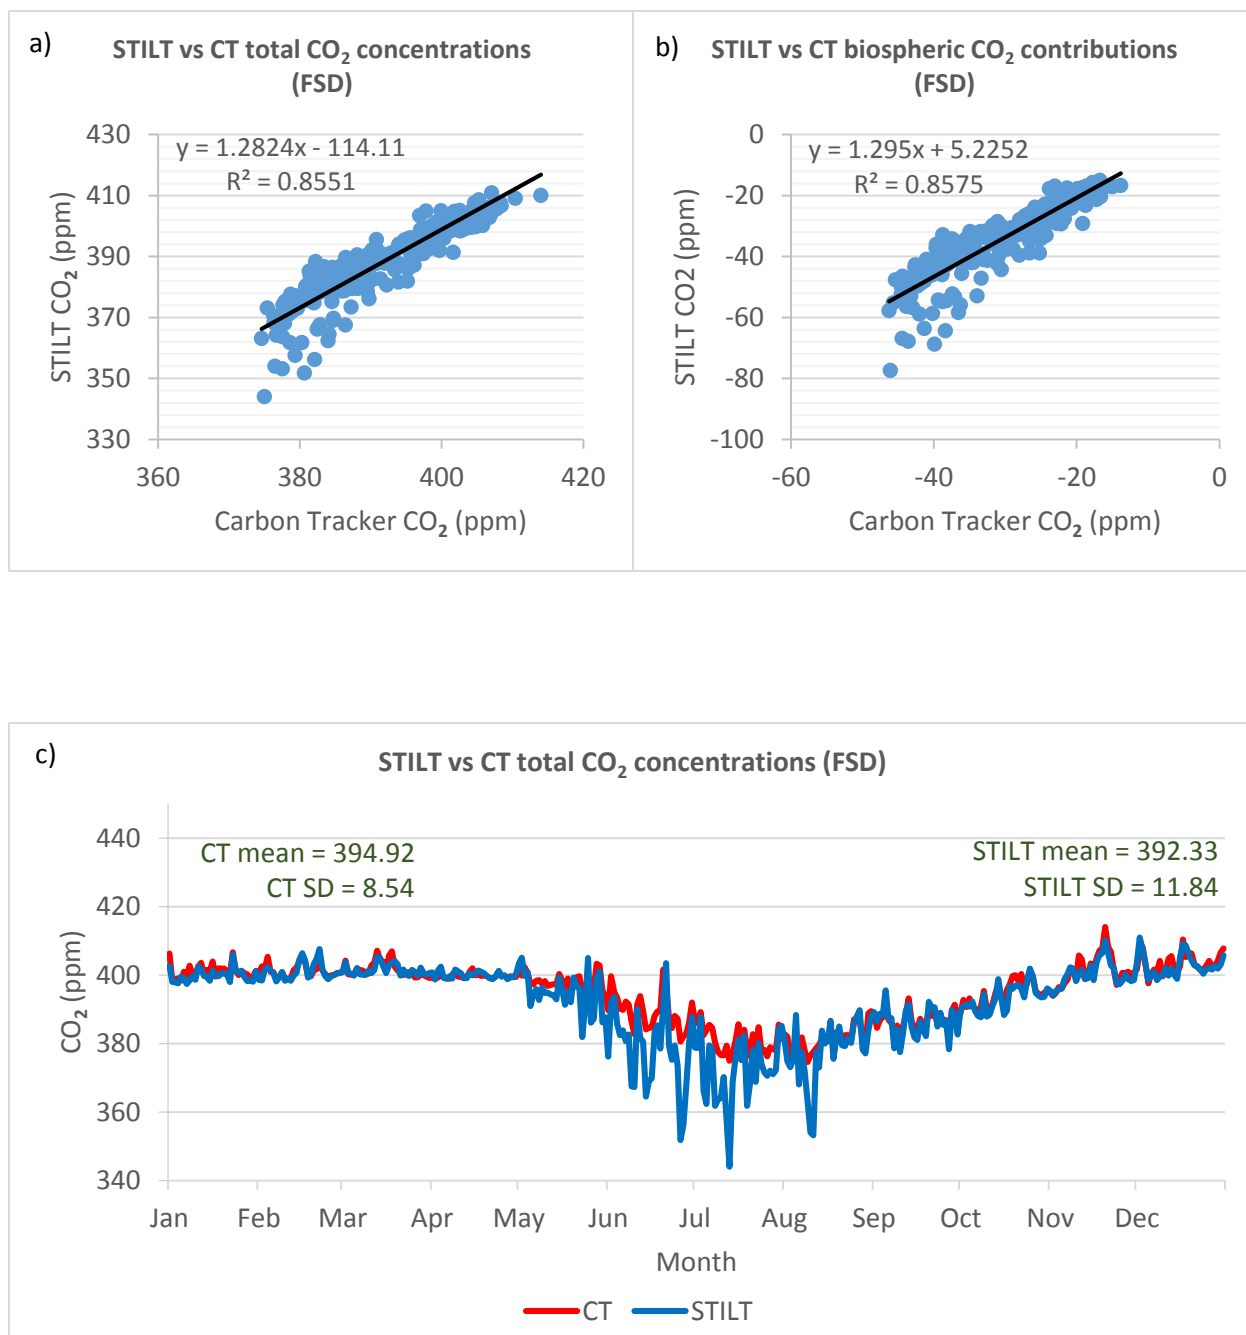 a)
STILT vs CT total CO₂ concentrations
(FSD)
430
410
390
370
350
330
y = 1.2824x - 114.11
R² = 0.8551
STILT CO₂ (ppm)
360
380
400
420
Carbon Tracker CO₂ (ppm)
b)
STILT vs CT biospheric CO₂ contributions
(FSD)
0
-20
-40
-60
-80
-100
y = 1.295x + 5.2252
R² = 0.8575
STILT CO2 (ppm)
-60
-40
-20
0
Carbon Tracker CO₂ (ppm)
c)
STILT vs CT total CO₂ concentrations (FSD)
440
420
400
380
360
340
CO₂ (ppm)
CT mean = 394.92
CT SD = 8.54
STILT mean = 392.33
STILT SD = 11.84
Jan Feb Mar Apr May Jun Jul Aug Sep Oct Nov Dec
Month
CT STILT